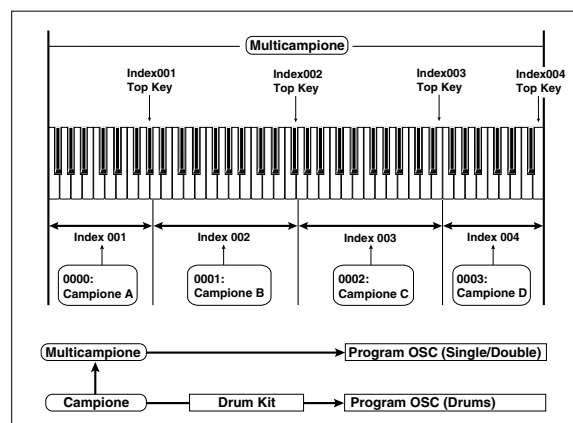 Multicampione
Index001 Index002 Index003 Index004
Top Key Top Key Top Key Top Key
Index 001 Index 002 Index 003 Index 004
0000: 0001: 0002: 0003:
Campione A Campione B Campione C Campione D
Multicampione Program OSC (Single/Double)
Campione Drum Kit Program OSC (Drums)